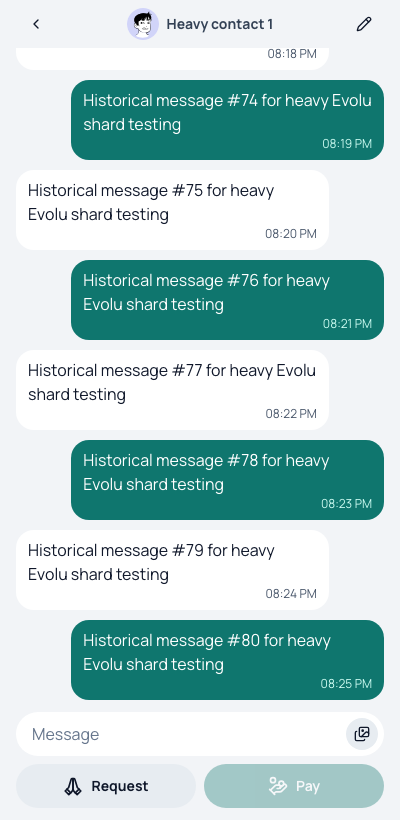 Heavy contact 1
08:18 PM
Historical message #74 for heavy Evolu
shard testing
08:19 PM
Historical message #75 for heavy
Evolu shard testing
08:20 PM
Historical message #76 for heavy
Evolu shard testing
08:21 PM
Historical message #77 for heavy Evolu
shard testing
08:22 PM
Historical message #78 for heavy
Evolu shard testing
08:23 PM
Historical message #79 for heavy
Evolu shard testing
08:24 PM
Historical message #80 for heavy
Evolu shard testing
08:25 PM
Message
Request
Pay